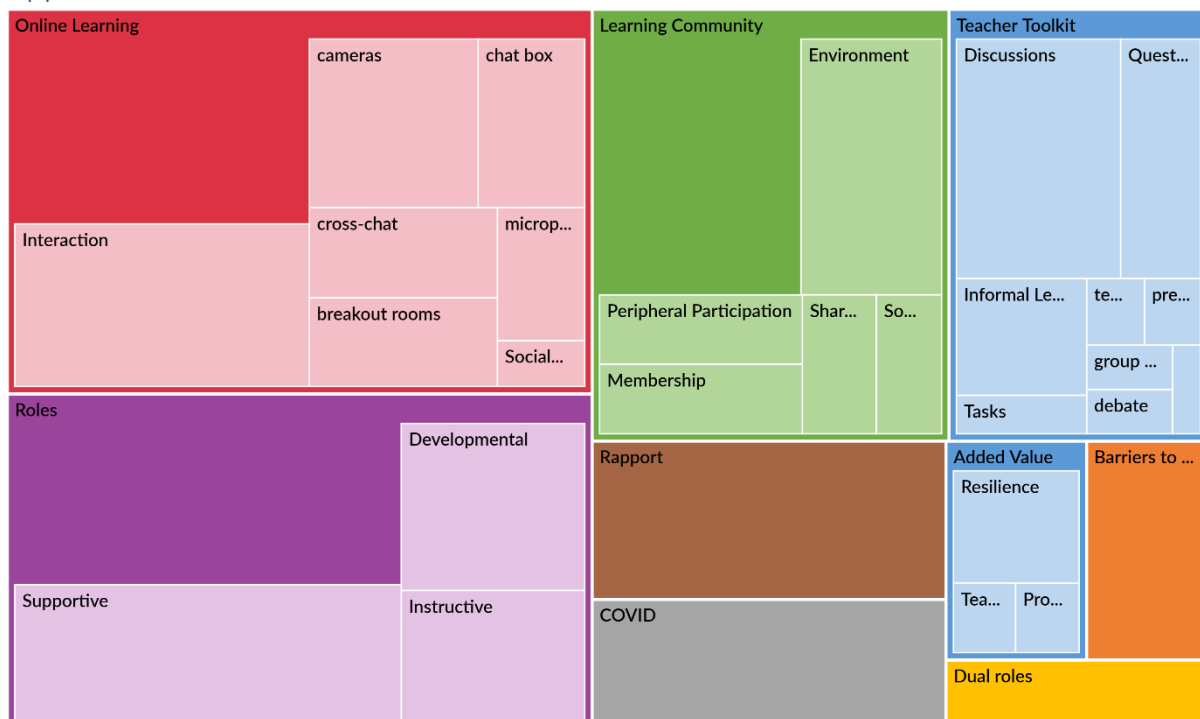 Online Learning
cameras
chat box
Interaction
cross-chat
microp...
breakout rooms
Social...
Learning Community
Environment
Peripheral Participation
Shar...
So...
Membership
Teacher Toolkit
Discussions
Quest...
Informal Le...
te...
pre...
group ...
Tasks
debate
Roles
Developmental
Supportive
Instructive
Rapport
COVID
Added Value
Resilience
Tea...
Pro...
Barriers to ...
Dual roles